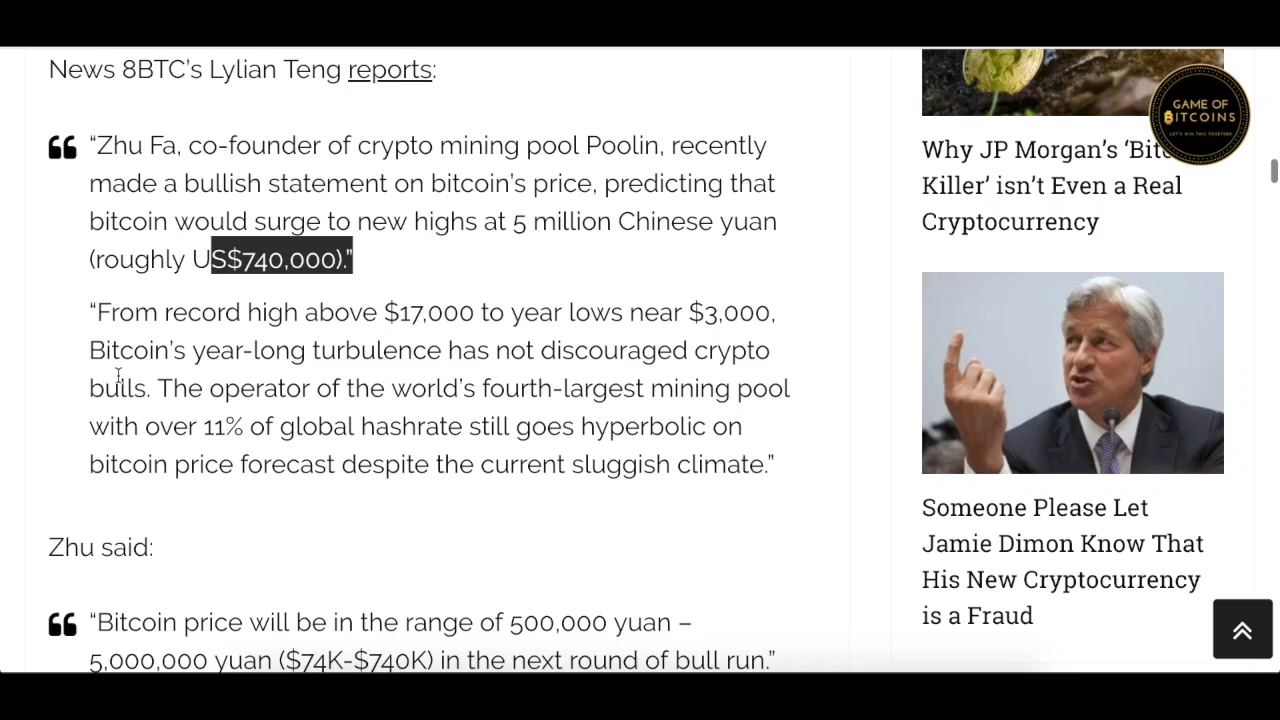 News 8BTC’s Lylian Teng reports:
“Zhu Fa, co-founder of crypto mining pool Poolin, recently
made a bullish statement on bitcoin’s price, predicting that
bitcoin would surge to new highs at 5 million Chinese yuan
(roughly US$740,000).”
“From record high above $17,000 to year lows near $3,000,
Bitcoin’s year-long turbulence has not discouraged crypto
bulls. The operator of the world’s fourth-largest mining pool
with over 11% of global hashrate still goes hyperbolic on
bitcoin price forecast despite the current sluggish climate.”
Zhu said:
“Bitcoin price will be in the range of 500,000 yuan –
5,000,000 yuan ($74K-$740K) in the next round of bull run.”
GAME OF
BITCOINS
LET'S WIN THIS TOGETHER
Why JP Morgan’s ‘Bitc
Killer’ isn’t Even a Real
Cryptocurrency
Someone Please Let
Jamie Dimon Know That
His New Cryptocurrency
is a Fraud